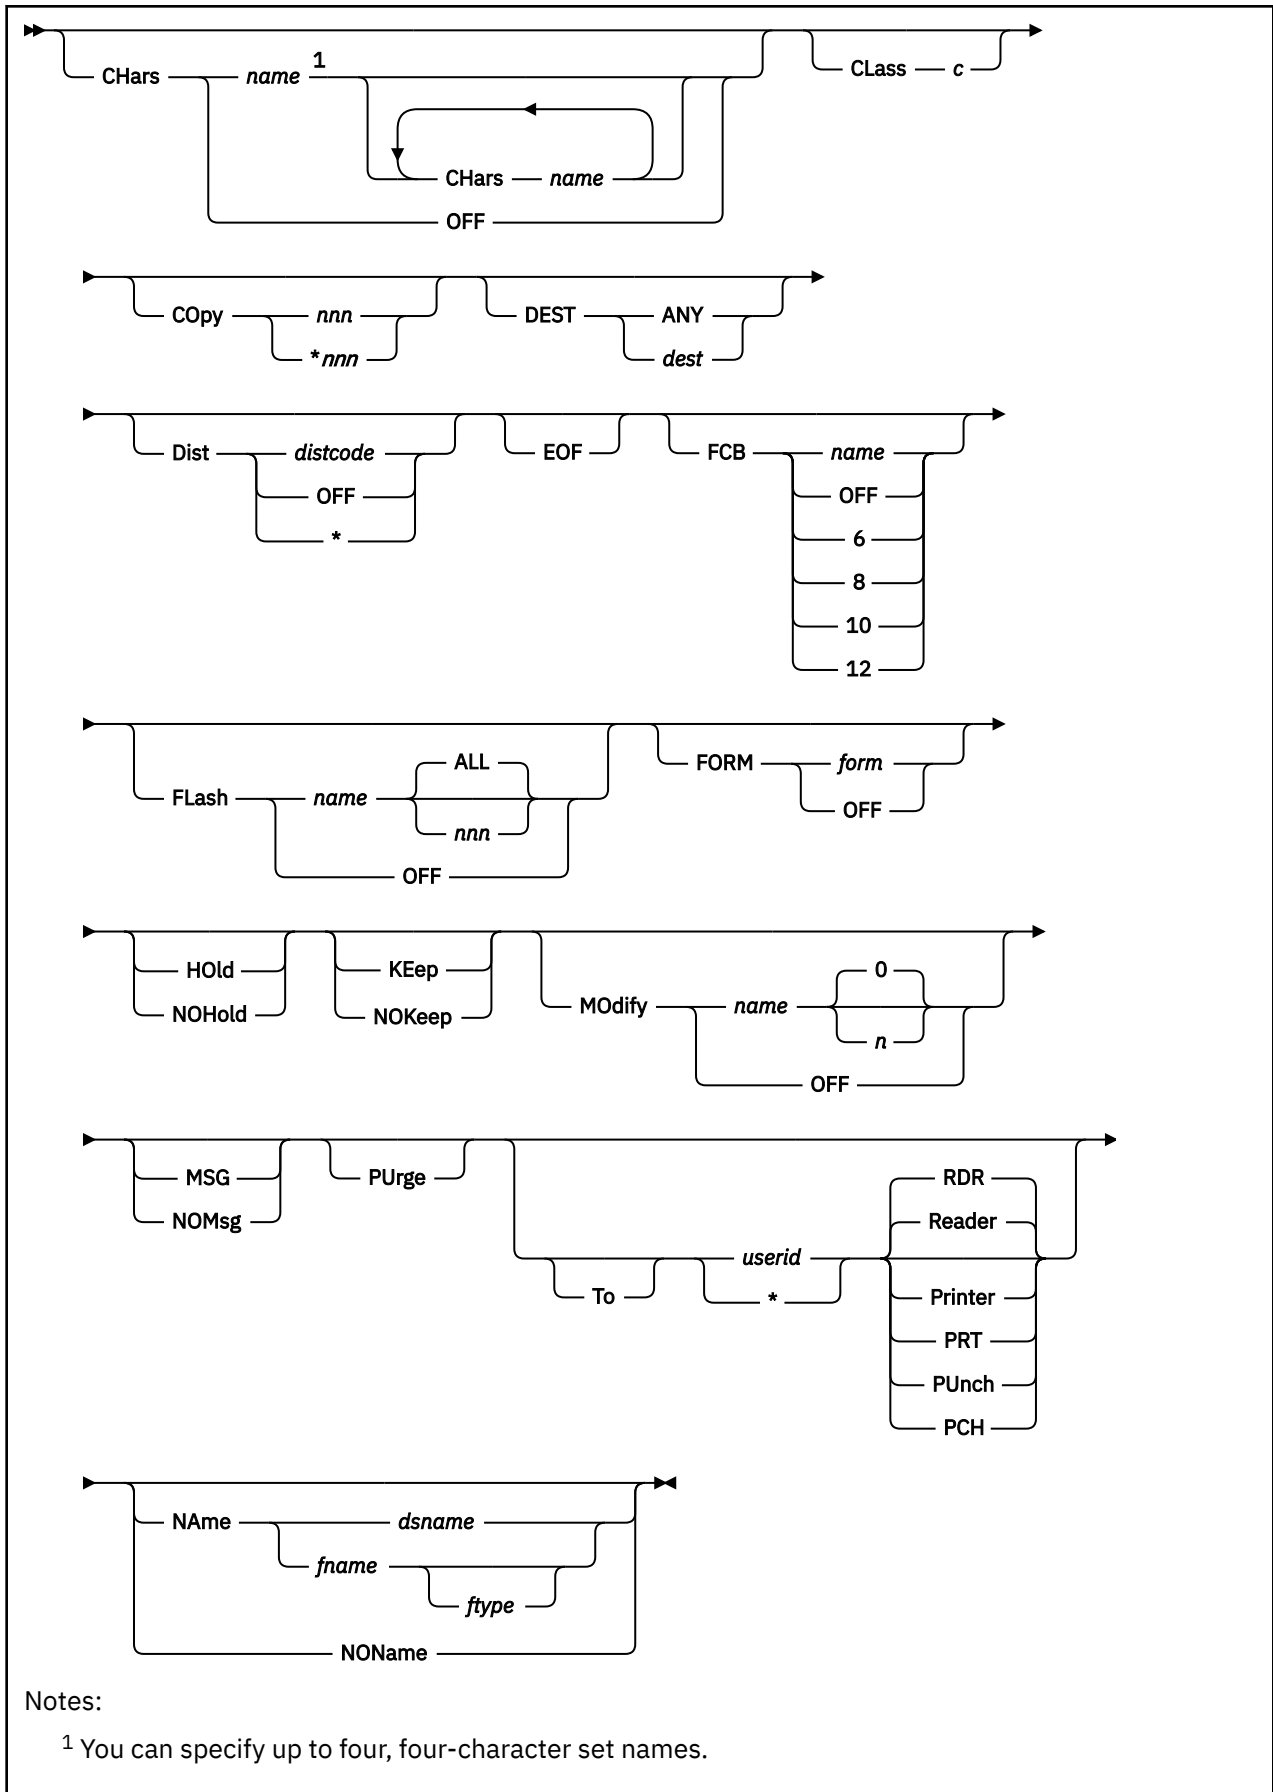 CHars name 1 CLass c
CHars name
OFF
COpy nnn DEST ANY
*nnn dest
Dist distcode EOF FCB name
OFF OFF
* 6
8
10
12
ALL FORM form
FLash name
nnn OFF
OFF
HOld KEep 0
NOHold NOKeep MOdify name
n
OFF
MSG PUrge RDR
NOMsg Reader
userid
To * Printer
PRT
PUnch
PCH
NAme dsname
fname
ftype
NOName
Notes:
1 You can specify up to four, four-character set names.